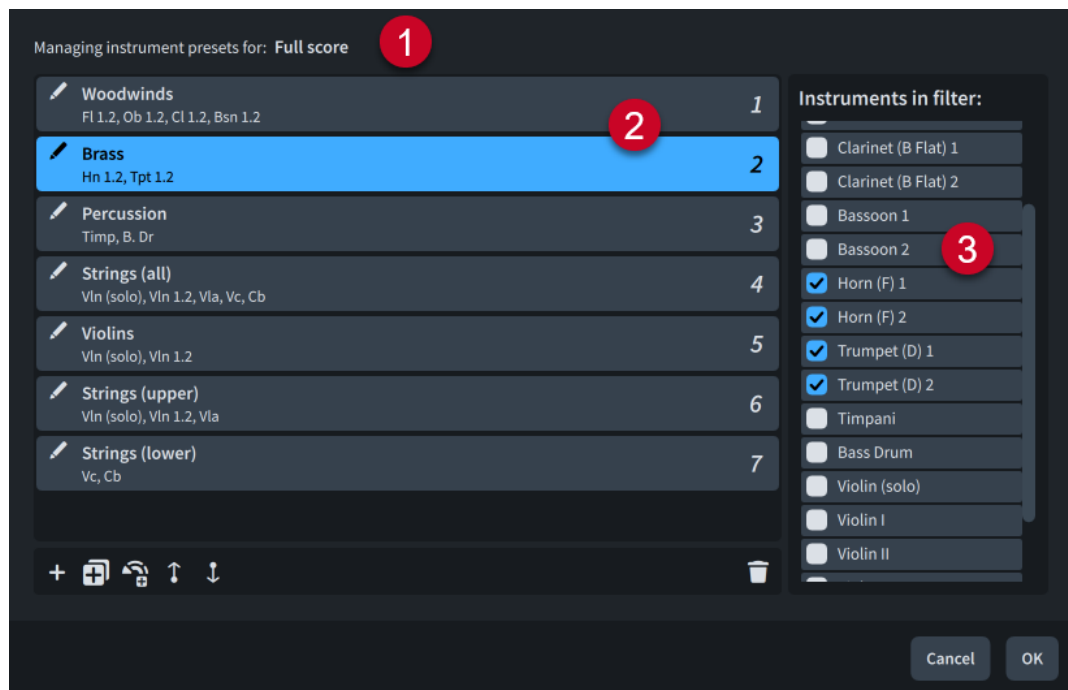 Managing instrument presets for: Full score
1
Woodwinds
Fl 1.2, Ob 1.2, Cl 1.2, Bsn 1.2
1
2
Brass
Hn 1.2, Tpt 1.2
2
Percussion
Timp, B. Dr
3
Strings (all)
Vln (solo), Vln 1.2, Vla, Vc, Cb
4
Violins
Vln (solo), Vln 1.2
5
Strings (upper)
Vln (solo), Vln 1.2, Vla
6
Strings (lower)
Vc, Cb
7
Instruments in filter:
Clarinet (B Flat) 1
Clarinet (B Flat) 2
Bassoon 1
Bassoon 2
3
Horn (F) 1
Horn (F) 2
Trumpet (D) 1
Trumpet (D) 2
Timpani
Bass Drum
Violin (solo)
Violin I
Violin II
Cancel
OK